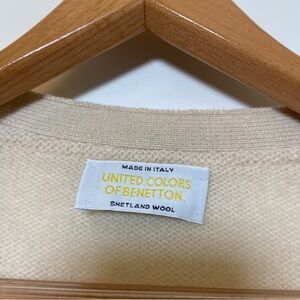 MADE IN ITALY
UNITED COLORS
OF BENETTON.
SHETLAND WOOL